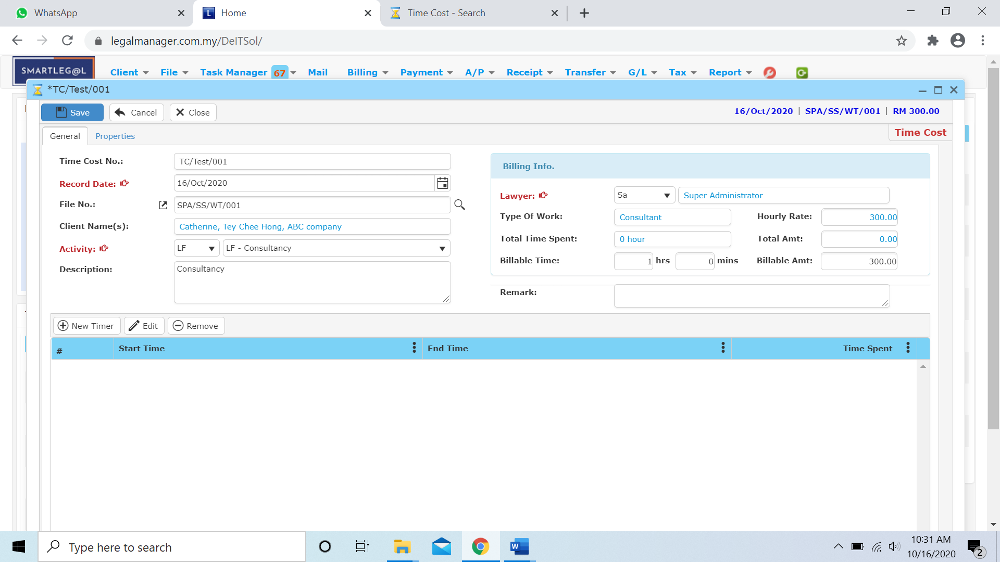 WhatsApp
Home
Time Cost - Search
legalmanager.com.my/DeITSol/
SMARTLEG@L
Client File Task Manager 67 Mail Billing Payment A/P Receipt Transfer G/L Tax Report
*TC/Test/001
Save Cancel Close
16/Oct/2020 | SPA/SS/WT/001 | RM 300.00
General Properties
Time Cost
Time Cost No.: TC/Test/001
Record Date: 16/Oct/2020
File No.: SPA/SS/WT/001
Client Name(s): Catherine, Tey Chee Hong, ABC company
Activity: LF LF - Consultancy
Description: Consultancy
Billing Info.
Lawyer: Sa Super Administrator
Type Of Work: Consultant Hourly Rate: 300.00
Total Time Spent: 0 hour Total Amt: 0.00
Billable Time: 1 hrs 0 mins Billable Amt: 300.00
Remark:
New Timer Edit Remove
# Start Time End Time Time Spent
Type here to search
10:31 AM
10/16/2020
2